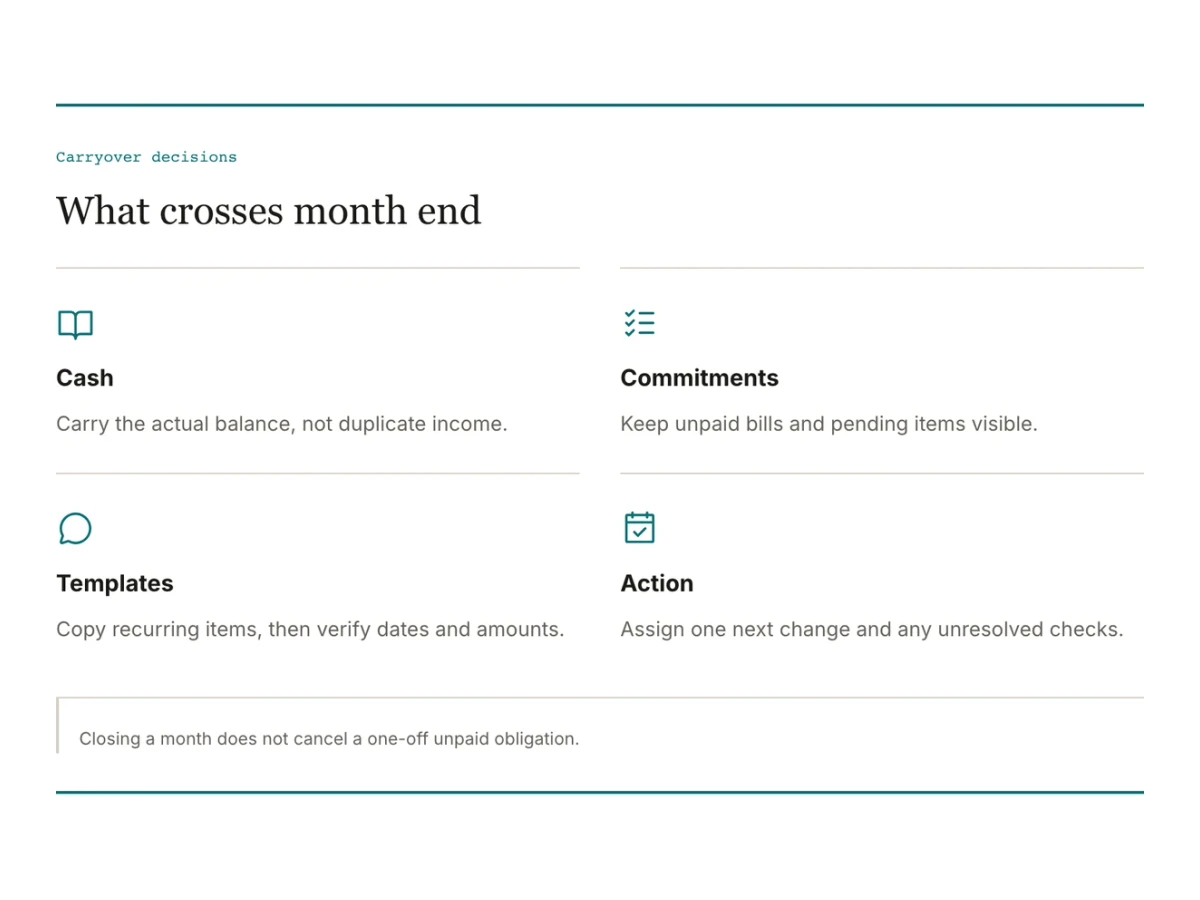 Carryover decisions
What crosses month end
Cash
Carry the actual balance, not duplicate income.
Commitments
Keep unpaid bills and pending items visible.
Templates
Copy recurring items, then verify dates and amounts.
Action
Assign one next change and any unresolved checks.
Closing a month does not cancel a one-off unpaid obligation.